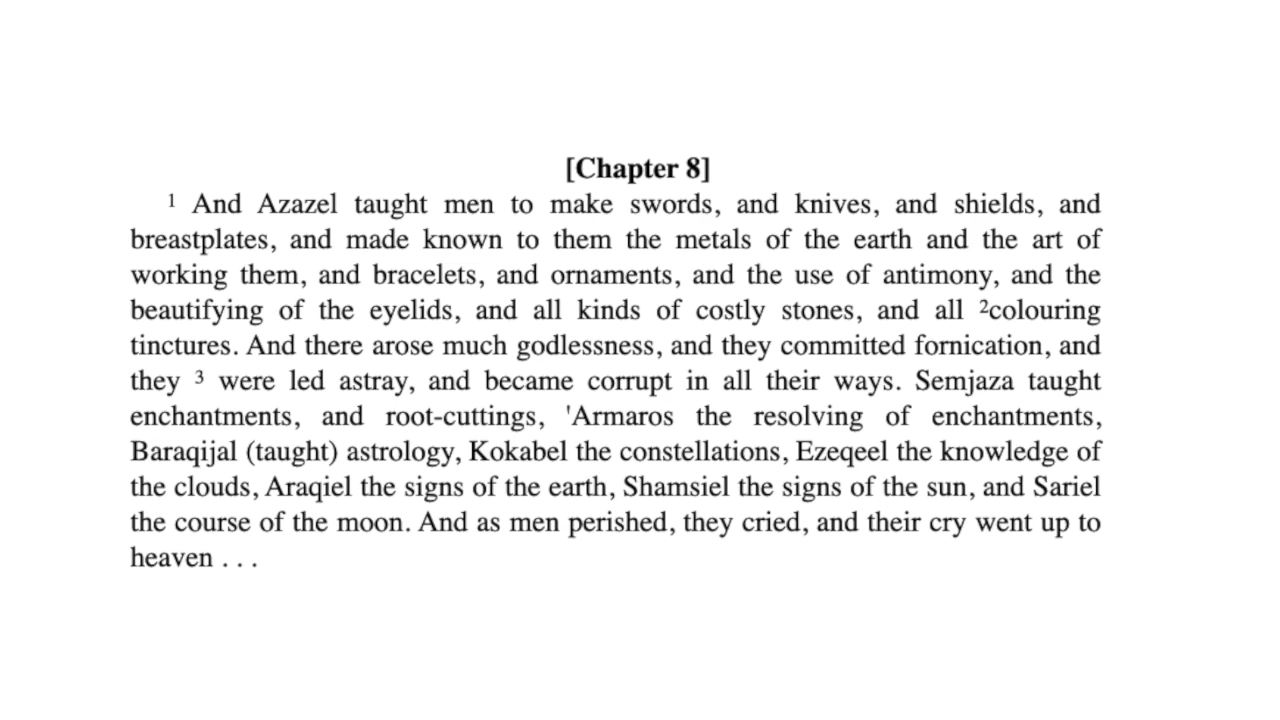 [Chapter 8]
1 And Azazel taught men to make swords, and knives, and shields, and
breastplates, and made known to them the metals of the earth and the art of
working them, and bracelets, and ornaments, and the use of antimony, and the
beautifying of the eyelids, and all kinds of costly stones, and all 2colouring
tinctures. And there arose much godlessness, and they committed fornication, and
they 3 were led astray, and became corrupt in all their ways. Semjaza taught
enchantments, and root-cuttings, 'Armaros the resolving of enchantments,
Baraqijal (taught) astrology, Kokabel the constellations, Ezeqeel the knowledge of
the clouds, Araqiel the signs of the earth, Shamsiel the signs of the sun, and Sariel
the course of the moon. And as men perished, they cried, and their cry went up to
heaven . . .